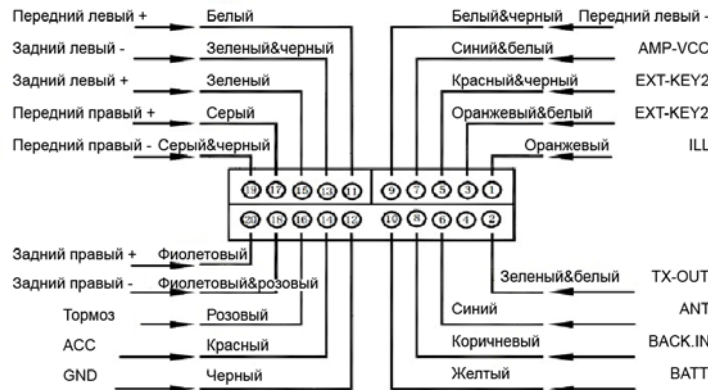 Передний левый + Белый Белый&черный Передний левый -
Задний левый - Зеленый&черный Синий&белый AMP-VCC
Задний левый + Зеленый Красный&черный EXT-KEY2
Передний правый + Серый Оранжевый&белый EXT-KEY2
Передний правый - Серый&черный Оранжевый ILL
19 17 15 13 11 9 7 5 3 1
20 18 16 14 12 10 8 6 4 2
Задний правый + Фиолетовый
Задний правый - Фиолетовый&розовый Зеленый&белый TX-OUT
Тормоз Розовый Синий ANT
ACC Красный Коричневый BACK.IN
GND Черный Желтый BATT